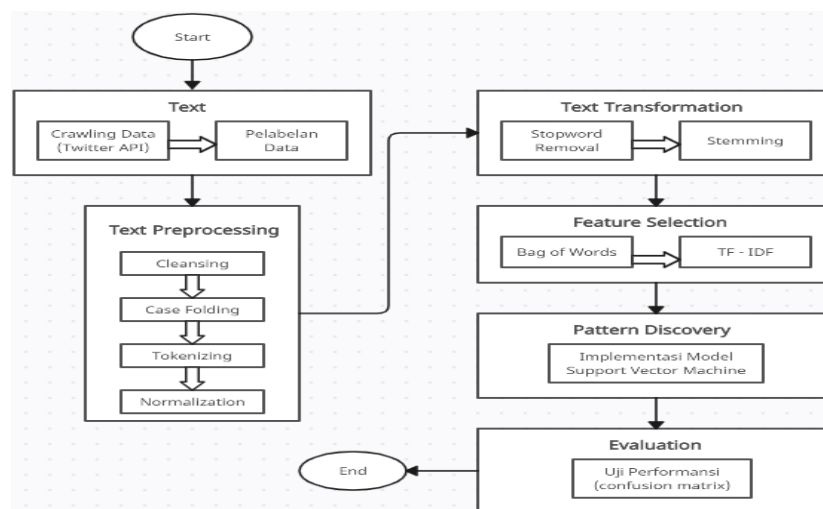 Start
Text
Crawling Data
(Twitter API)
Pelabelan
Data
Text Preprocessing
Cleansing
Case Folding
Tokenizing
Normalization
Text Transformation
Stopword
Removal
Stemming
Feature Selection
Bag of Words
TF - IDF
Pattern Discovery
Implementasi Model
Support Vector Machine
Evaluation
Uji Performansi
(confusion matrix)
End